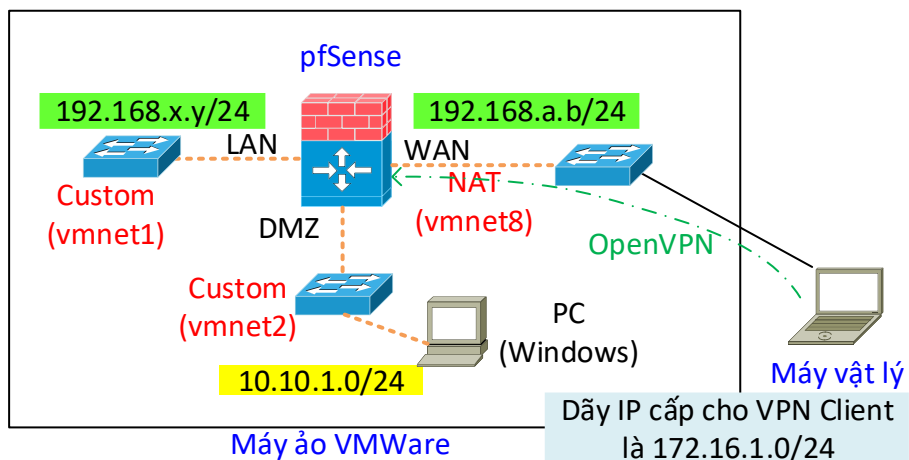 pfSense
192.168.x.y/24
192.168.a.b/24
LAN
WAN
Custom
(vmnet1)
NAT
(vmnet8)
DMZ
OpenVPN
Custom
(vmnet2)
PC
(Windows)
10.10.1.0/24
Máy vật lý
Dãy IP cấp cho VPN Client
là 172.16.1.0/24
Máy ảo VMWare